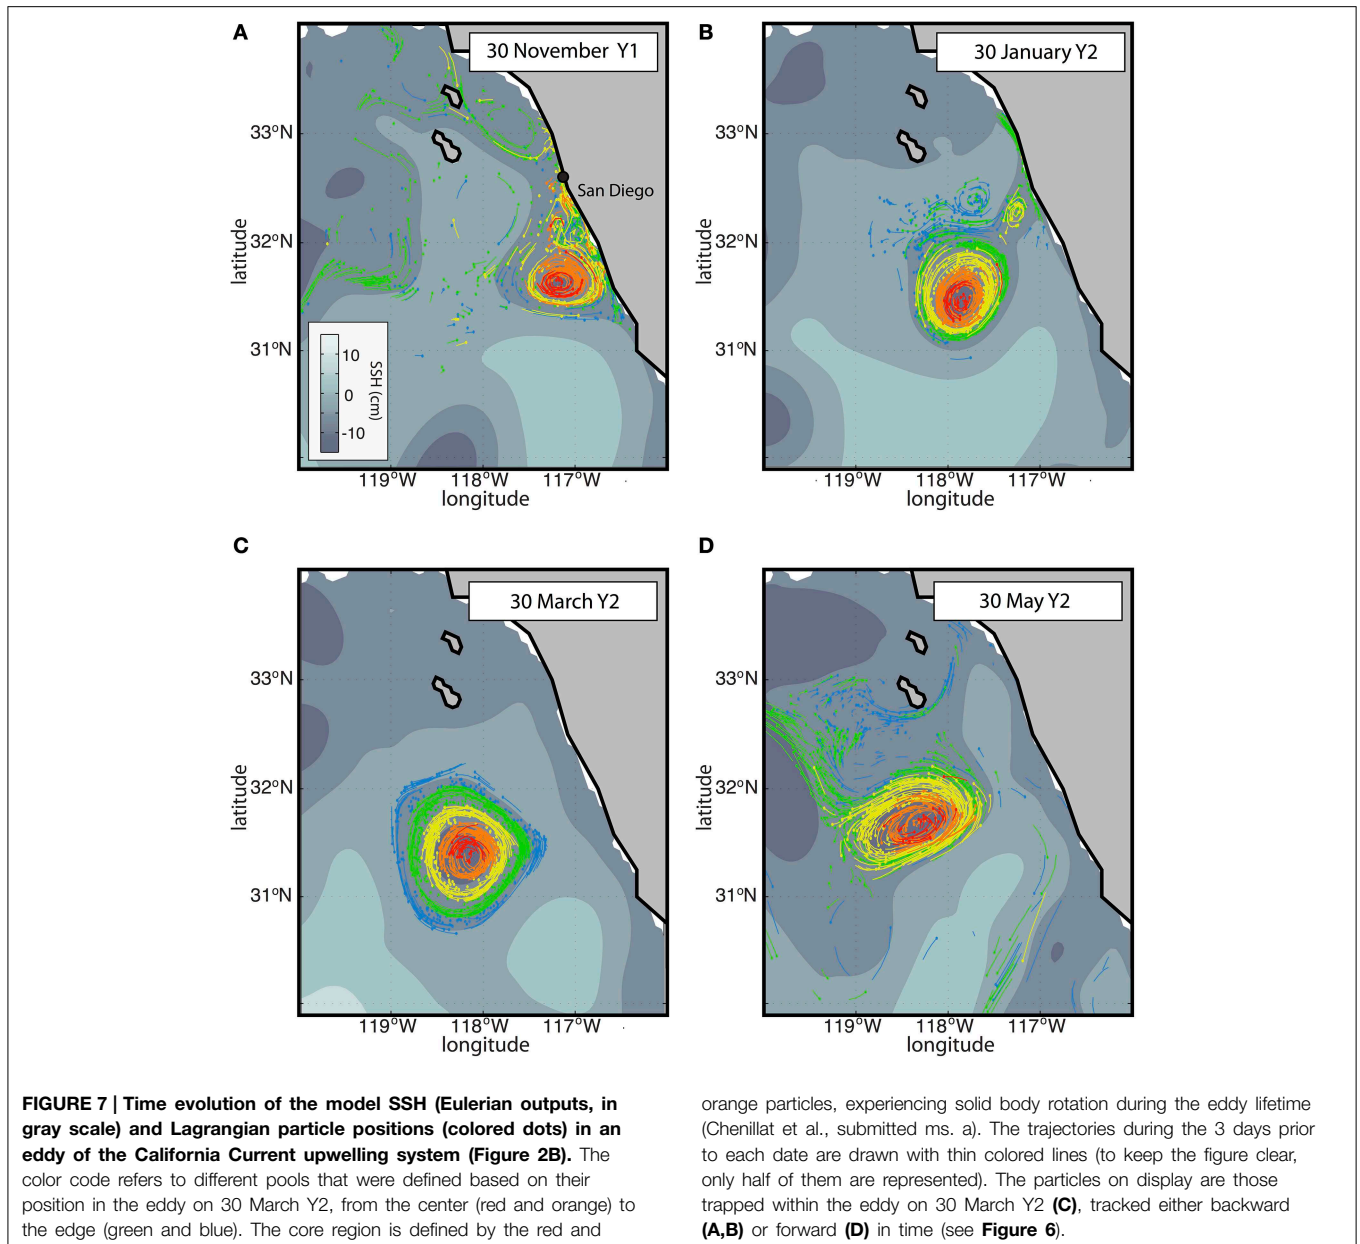 A
30 November Y1
33°N
32°N
31°N
latitude
San Diego
10
0
-10
SSH (cm)
119°W 118°W 117°W
longitude
B
30 January Y2
33°N
32°N
31°N
latitude
119°W 118°W 117°W
longitude
C
30 March Y2
33°N
32°N
31°N
latitude
119°W 118°W 117°W
longitude
D
30 May Y2
33°N
32°N
31°N
latitude
119°W 118°W 117°W
longitude
FIGURE 7 | Time evolution of the model SSH (Eulerian outputs, in
gray scale) and Lagrangian particle positions (colored dots) in an
eddy of the California Current upwelling system (Figure 2B). The
color code refers to different pools that were defined based on their
position in the eddy on 30 March Y2, from the center (red and orange) to
the edge (green and blue). The core region is defined by the red and
orange particles, experiencing solid body rotation during the eddy lifetime
(Chenillat et al., submitted ms. a). The trajectories during the 3 days prior
to each date are drawn with thin colored lines (to keep the figure clear,
only half of them are represented). The particles on display are those
trapped within the eddy on 30 March Y2 (C), tracked either backward
(A,B) or forward (D) in time (see Figure 6).